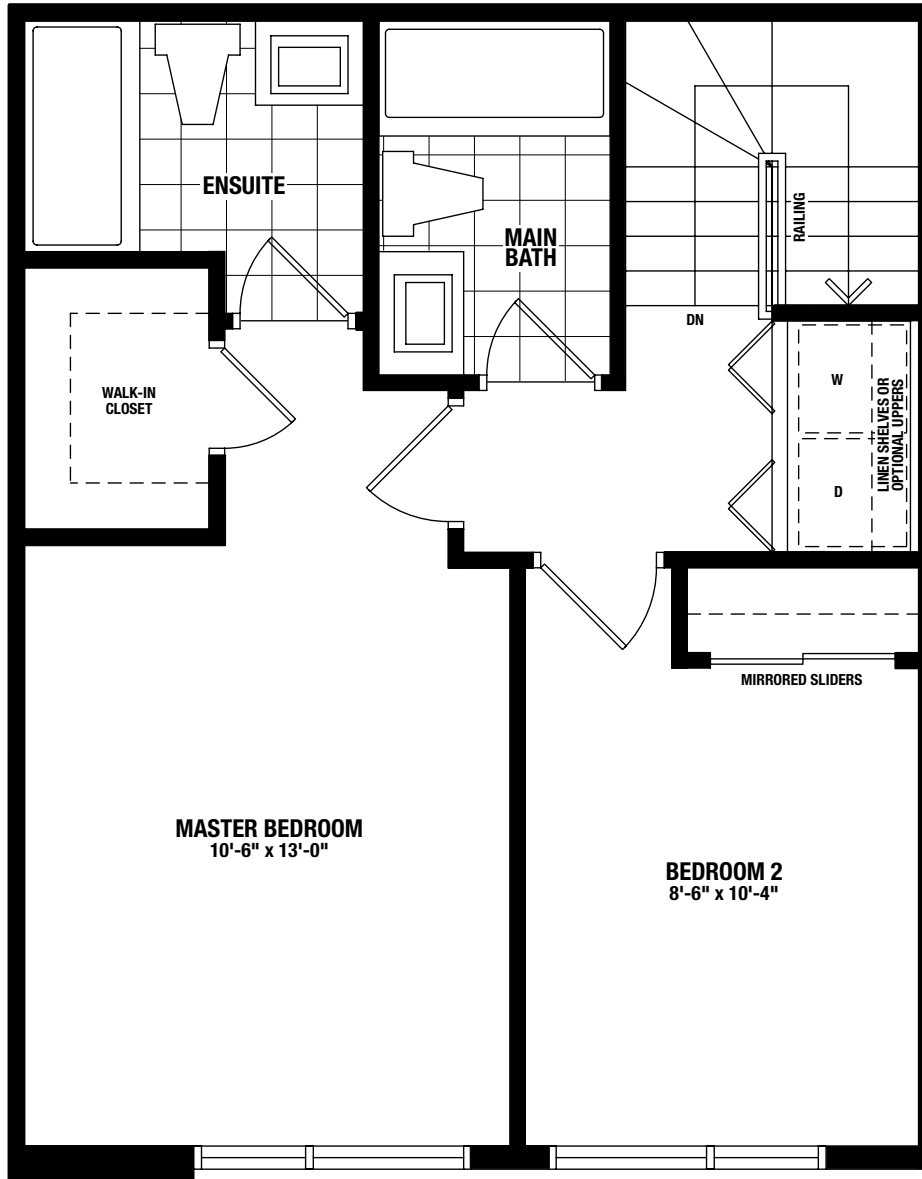 ENSUITE
MAIN
BATH
RAILING
DN
WALK-IN
CLOSET
W
D
LINEN SHELVES OR
OPTIONAL UPPERS
MIRRORED SLIDERS
MASTER BEDROOM
10'-6" x 13'-0"
BEDROOM 2
8'-6" x 10'-4"